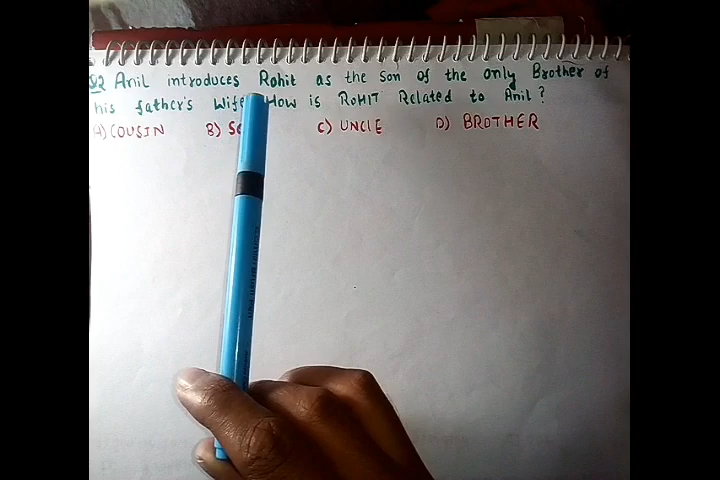 Q2 Anil introduces Rohit as the son of the only Brother of
his father's Wife How is ROHIT Related to Anil?
A) COUSIN B) C) UNCLE D) BROTHER